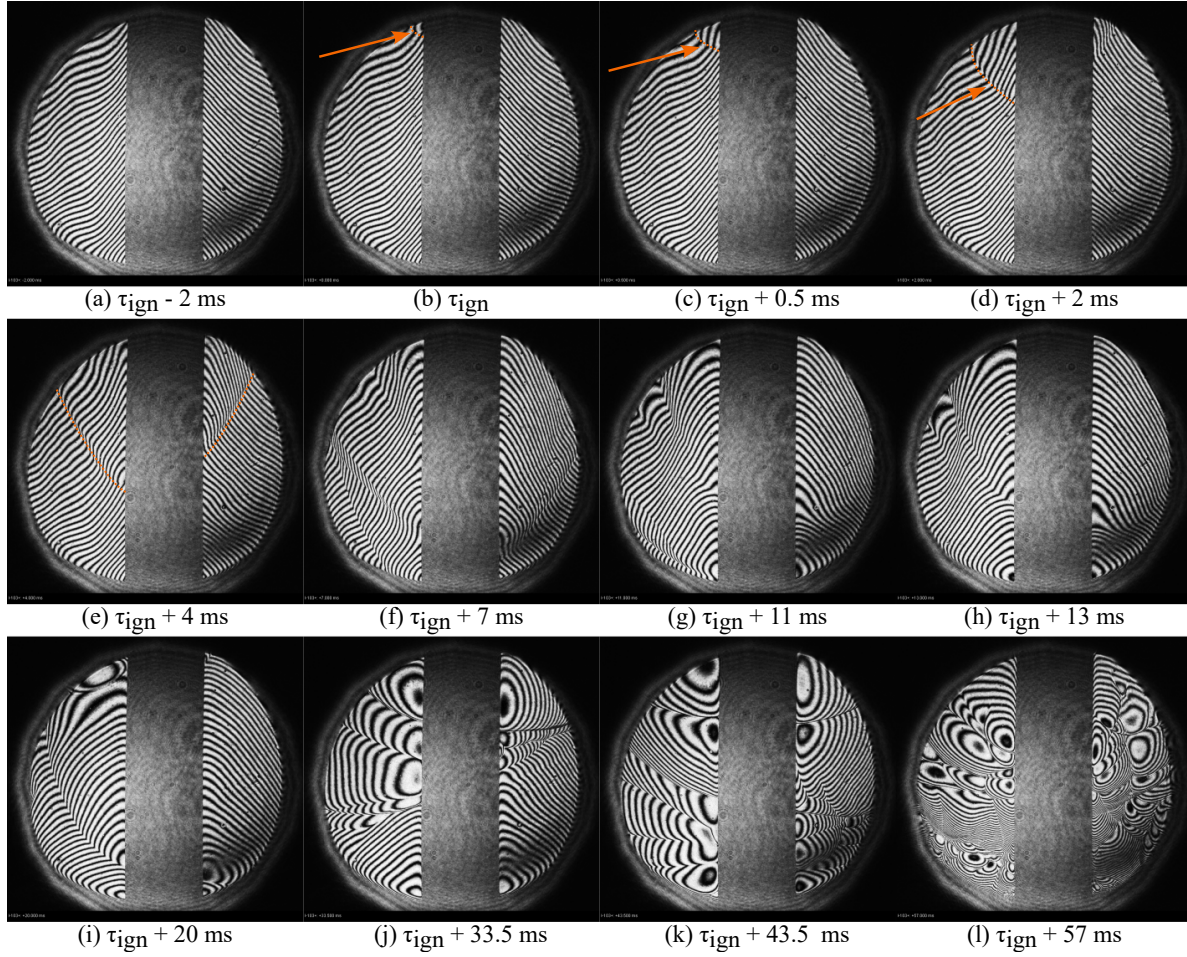 (a) τign - 2 ms
(b) τign
(c) τign + 0.5 ms
(d) τign + 2 ms
(e) τign + 4 ms
(f) τign + 7 ms
(g) τign + 11 ms
(h) τign + 13 ms
(i) τign + 20 ms
(j) τign + 33.5 ms
(k) τign + 43.5 ms
(l) τign + 57 ms